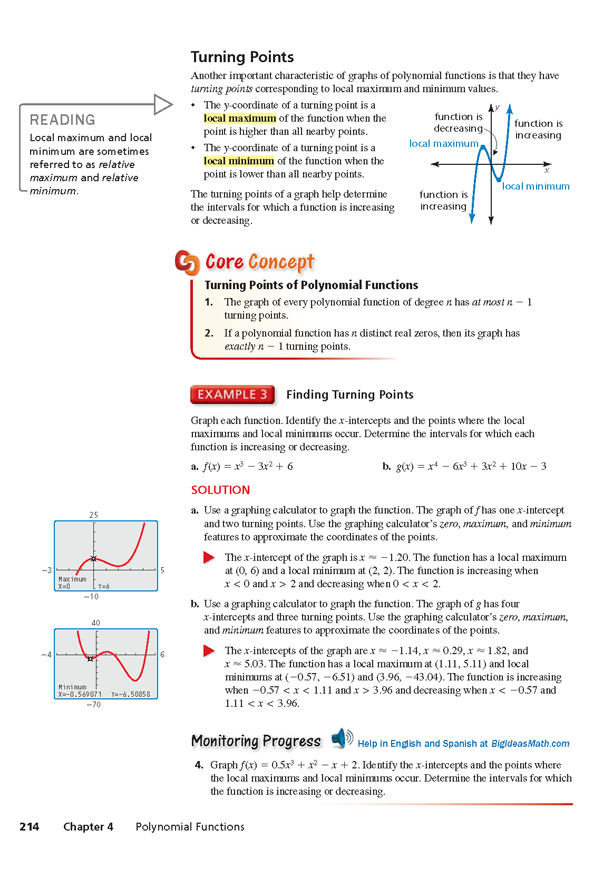 Turning Points
Another important characteristic of graphs of polynomial functions is that they have
turning points corresponding to local maximum and minimum values.
• The y-coordinate of a turning point is a
local maximum of the function when the
point is higher than all nearby points.
• The y-coordinate of a turning point is a
local minimum of the function when the
point is lower than all nearby points.
The turning points of a graph help determine
the intervals for which a function is increasing
or decreasing.
READING
Local maximum and local
minimum are sometimes
referred to as relative
maximum and relative
minimum.
y
function is
decreasing
function is
increasing
local maximum
x
local minimum
function is
increasing
Core Concept
Turning Points of Polynomial Functions
1. The graph of every polynomial function of degree n has at most n − 1
turning points.
2. If a polynomial function has n distinct real zeros, then its graph has
exactly n − 1 turning points.
EXAMPLE 3 Finding Turning Points
Graph each function. Identify the x-intercepts and the points where the local
maximums and local minimums occur. Determine the intervals for which each
function is increasing or decreasing.
a. f(x) = x³ − 3x² + 6 b. g(x) = x⁴ − 6x³ + 3x² + 10x − 3
SOLUTION
a. Use a graphing calculator to graph the function. The graph of f has one x-intercept
and two turning points. Use the graphing calculator's zero, maximum, and minimum
features to approximate the coordinates of the points.
The x-intercept of the graph is x ≈ −1.20. The function has a local maximum
at (0, 6) and a local minimum at (2, 2). The function is increasing when
x < 0 and x > 2 and decreasing when 0 < x < 2.
25
−3
5
Maximum
X=0 Y=6
−10
b. Use a graphing calculator to graph the function. The graph of g has four
x-intercepts and three turning points. Use the graphing calculator's zero, maximum,
and minimum features to approximate the coordinates of the points.
The x-intercepts of the graph are x ≈ −1.14, x ≈ 0.29, x ≈ 1.82, and
x ≈ 5.03. The function has a local maximum at (1.11, 5.11) and local
minimums at (−0.57, −6.51) and (3.96, −43.04). The function is increasing
when −0.57 < x < 1.11 and x > 3.96 and decreasing when x < −0.57 and
1.11 < x < 3.96.
40
−4
6
Minimum
X=-0.569071 Y=-6.50858
−70
Monitoring Progress Help in English and Spanish at BigIdeasMath.com
4. Graph f(x) = 0.5x³ + x² − x + 2. Identify the x-intercepts and the points where
the local maximums and local minimums occur. Determine the intervals for which
the function is increasing or decreasing.
214 Chapter 4 Polynomial Functions